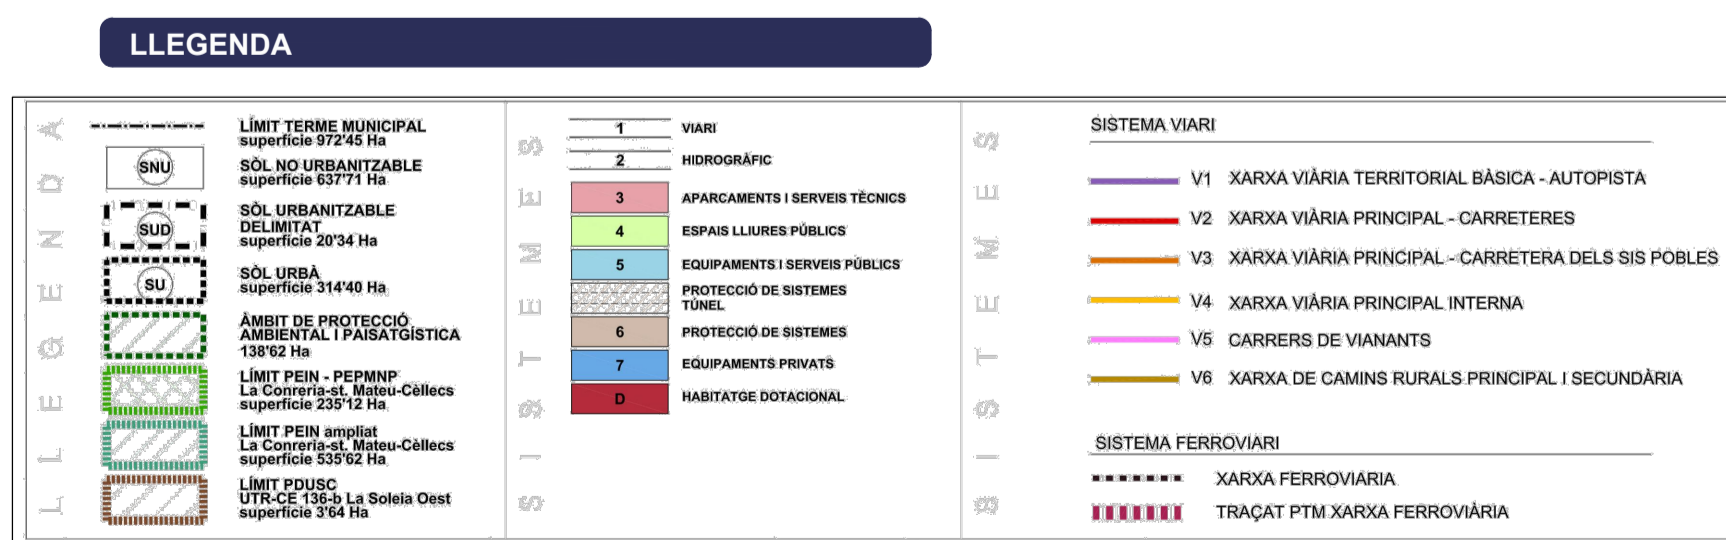 LLEGENDA
LLEGENDA
LÍMIT TERME MUNICIPAL
superfície 972'45 Ha
SNU
SÒL NO URBANITZABLE
superfície 637'71 Ha
SUD
SÒL URBANITZABLE
DELIMITAT
superfície 20'34 Ha
SU
SÒL URBÀ
superfície 314'40 Ha
ÀMBIT DE PROTECCIÓ
AMBIENTAL I PAISATGÍSTICA
138'62 Ha
LÍMIT PEIN - PEPMNP
La Conreria-st. Mateu-Cèllecs
superfície 235'12 Ha
LÍMIT PEIN ampliat
La Conreria-st. Mateu-Cèllecs
superfície 535'62 Ha
LÍMIT PDUSC
UTR-CE 136-b La Soleia Oest
superfície 3'64 Ha
SISTEMES
1 VIARI
2 HIDROGRÀFIC
3 APARCAMENTS I SERVEIS TÈCNICS
4 ESPAIS LLIURES PÚBLICS
5 EQUIPAMENTS I SERVEIS PÚBLICS
PROTECCIÓ DE SISTEMES
TÚNEL
6 PROTECCIÓ DE SISTEMES
7 EQUIPAMENTS PRIVATS
D HABITATGE DOTACIONAL
SISTEMES
SISTEMA VIARI
V1 XARXA VIÀRIA TERRITORIAL BÀSICA - AUTOPISTA
V2 XARXA VIÀRIA PRINCIPAL - CARRETERES
V3 XARXA VIÀRIA PRINCIPAL - CARRETERA DELS SIS POBLES
V4 XARXA VIÀRIA PRINCIPAL INTERNA
V5 CARRERS DE VIANANTS
V6 XARXA DE CAMINS RURALS PRINCIPAL I SECUNDÀRIA
SISTEMA FERROVIARI
XARXA FERROVIARIA
TRAÇAT PTM XARXA FERROVIÀRIA